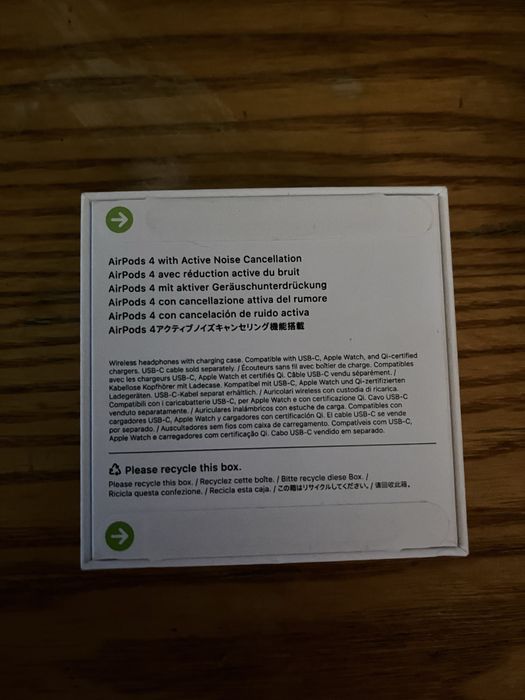 AirPods 4 with Active Noise Cancellation
AirPods 4 avec réduction active du bruit
AirPods 4 mit aktiver Geräuschunterdrückung
AirPods 4 con cancellazione attiva del rumore
AirPods 4 con cancelación de ruido activa
AirPods 4アクティブノイズキャンセリング機能搭載
Wireless headphones with charging case. Compatible with USB-C, Apple Watch, and Qi-certified
chargers. USB-C cable sold separately. / Écouteurs sans fil avec boîtier de charge. Compatibles
avec les chargeurs USB-C, Apple Watch et certifiés Qi. Câble USB-C vendu séparément. /
Kabellose Kopfhörer mit Ladecase. Kompatibel mit USB-C, Apple Watch und Qi-zertifizierten
Ladegeräten. USB-C-Kabel separat erhältlich. / Auricolari wireless con custodia di ricarica.
Compatibili con i caricabatterie USB-C, per Apple Watch e con certificazione Qi. Cavo USB-C
venduto separatamente. / Auriculares inalámbricos con estuche de carga. Compatibles con
cargadores USB-C, Apple Watch y cargadores con certificación Qi. El cable USB-C se vende
por separado. / Auscultadores sem fios com caixa de carregamento. Compatíveis com USB-C,
Apple Watch e carregadores com certificação Qi. Cabo USB-C vendido em separado.
Please recycle this box.
Please recycle this box. / Recyclez cette boîte. / Bitte recycle diese Box. /
Ricicla questa confezione. / Recicla esta caja. / この箱はリサイクルしてください。/ 请回收此箱。